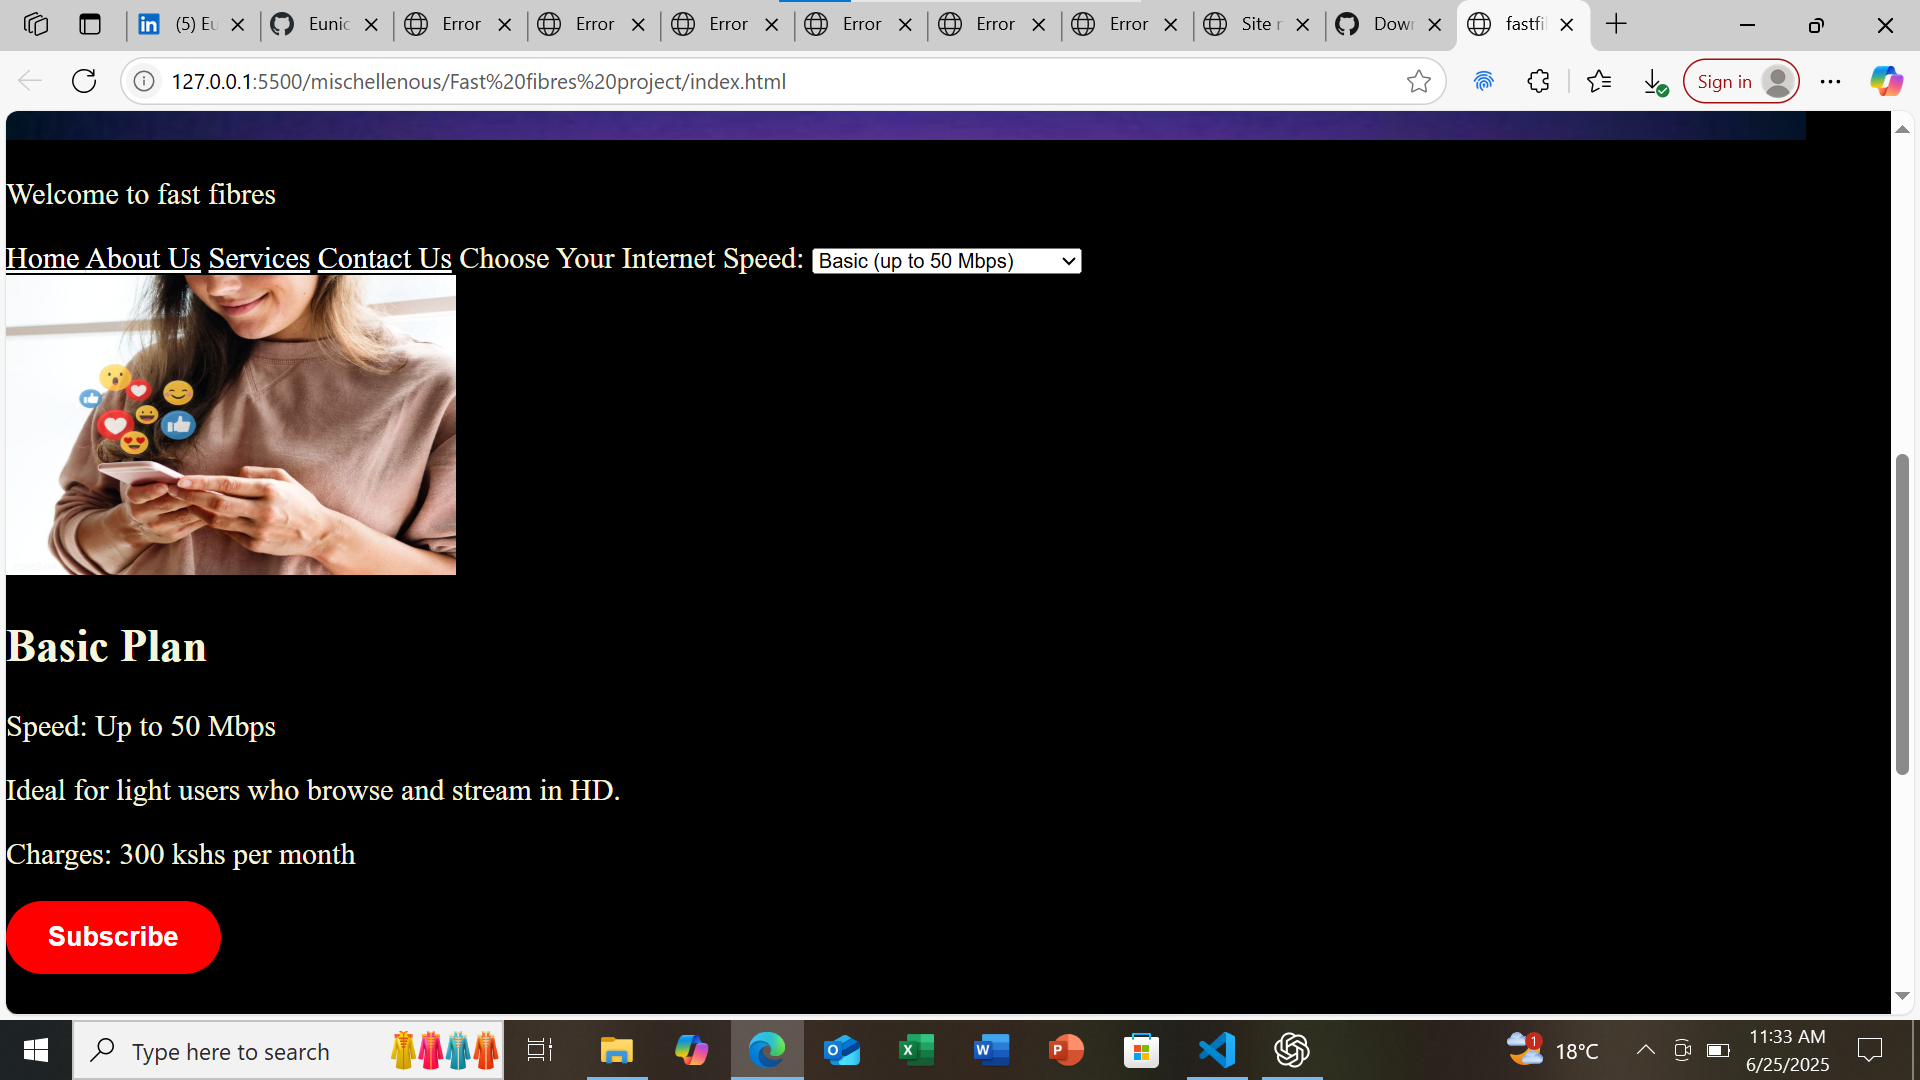 (5) Eu
Eunic
Error
Error
Error
Error
Error
Error
Site r
Down
fastfi
127.0.0.1:5500/mischellenous/Fast%20fibres%20project/index.html
Sign in
Welcome to fast fibres
Home About Us Services Contact Us Choose Your Internet Speed: Basic (up to 50 Mbps)
Basic Plan
Speed: Up to 50 Mbps
Ideal for light users who browse and stream in HD.
Charges: 300 kshs per month
Subscribe
Type here to search
1
18°C
11:33 AM
6/25/2025